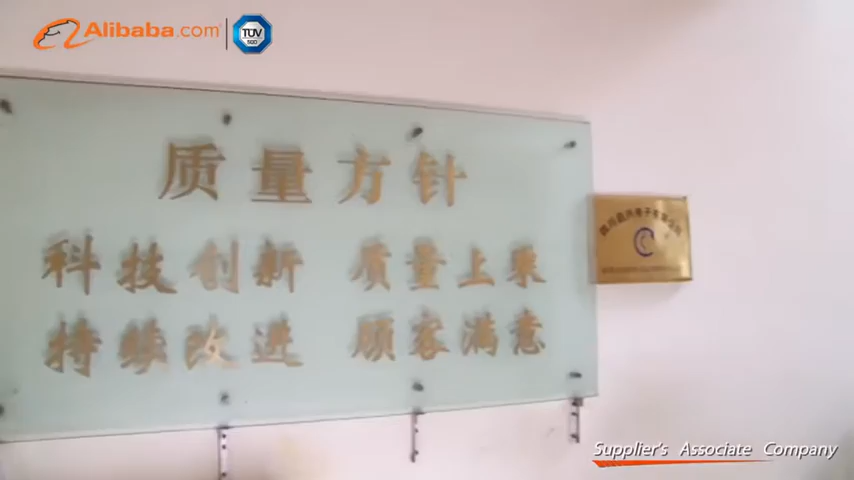 Alibaba.com
TÜV
SÜD
质量方针
科技创新 质量上乘
持续改进 顾客满意
Supplier's Associate Company